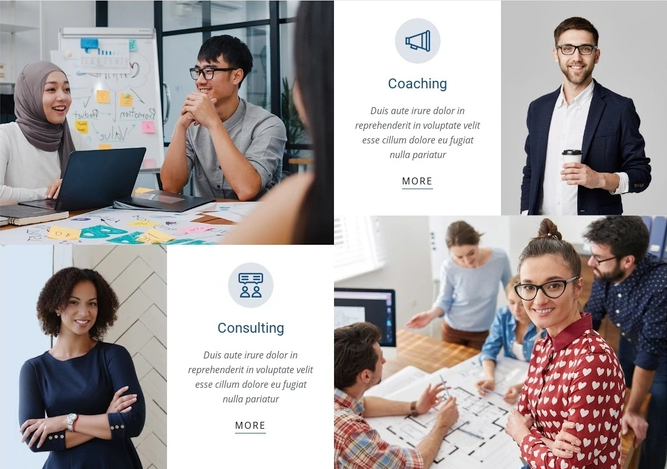 Coaching
Duis aute irure dolor in
reprehenderit in voluptate velit
esse cillum dolore eu fugiat
nulla pariatur
MORE
Consulting
Duis aute irure dolor in
reprehenderit in voluptate velit
esse cillum dolore eu fugiat
nulla pariatur
MORE